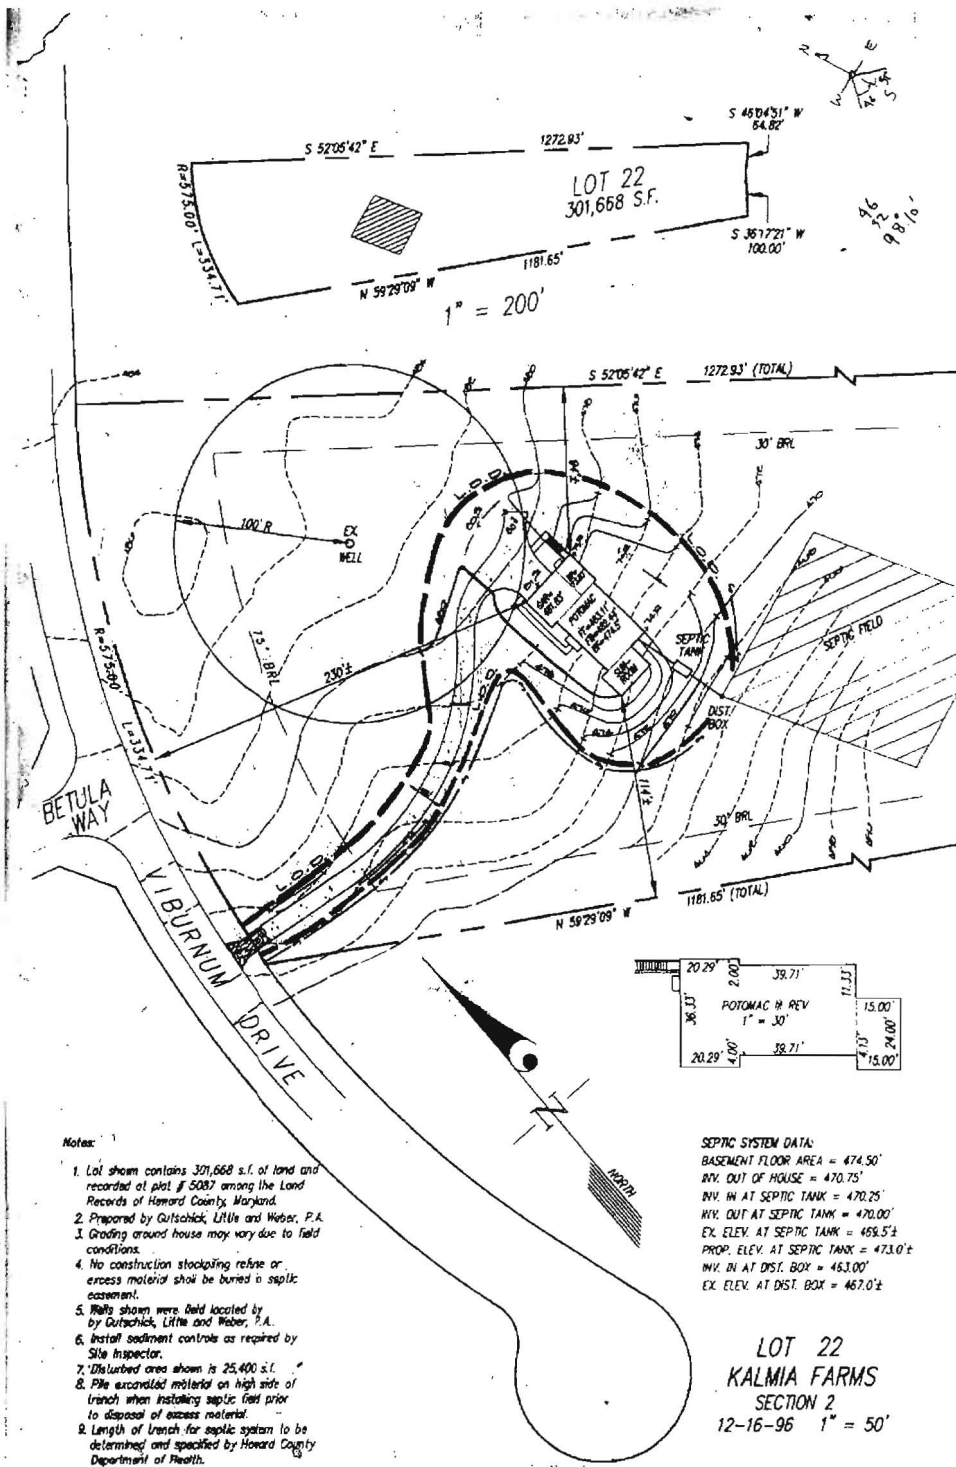 N
E
W
S
S 46°04'51" W
64.82'
S 52°05'42" E
1272.93'
LOT 22
301,668 S.F.
R=575.00' L=334.71'
S 36°17'21" W
100.00'
1181.65'
N 59°29'09" W
1" = 200'
46
52
98.10'
S 52°05'42" E
1272.93' (TOTAL)
30' BRL
L.O.D.
100' R
EX.
WELL
75' BRL
230'±
R=575.00'
L=334.71'
POTOMAC
SUN
ROOM
SEPTIC
TANK
DIST.
BOX
SEPTIC FIELD
L.O.D.
114'±
30' BRL
1181.65' (TOTAL)
N 59°29'09" W
BETULA
WAY
VIBURNUM DRIVE
L.O.D.
20.29'
2.00'
39.71'
11.33'
36.33'
POTOMAC III REV
1" = 30'
15.00'
24.00'
20.29'
4.00'
39.71'
4.13'
15.00'
NORTH
Notes:
1. Lot shown contains 301,668 s.f. of land and
recorded at plat # 5087 among the Land
Records of Howard County, Maryland.
2. Prepared by Gutschick, Little and Weber, P.A.
3. Grading around house may vary due to field
conditions.
4. No construction stockpiling refuse or
excess material shall be buried in septic
easement.
5. Wells shown were field located by
by Gutschick, Little and Weber, P.A.
6. Install sediment controls as required by
Site Inspector.
7. Disturbed area shown is 25,400 s.f.
8. Pile excavated material on high side of
trench when installing septic field prior
to disposal of excess material.
9. Length of trench for septic system to be
determined and specified by Howard County
Department of Health.
SEPTIC SYSTEM DATA:
BASEMENT FLOOR AREA = 474.50'
INV. OUT OF HOUSE = 470.75'
INV. IN AT SEPTIC TANK = 470.25'
INV. OUT AT SEPTIC TANK = 470.00'
EX. ELEV. AT SEPTIC TANK = 469.5'±
PROP. ELEV. AT SEPTIC TANK = 473.0'±
INV. IN AT DIST. BOX = 463.00'
EX. ELEV. AT DIST. BOX = 467.0'±
LOT 22
KALMIA FARMS
SECTION 2
12-16-96 1" = 50'